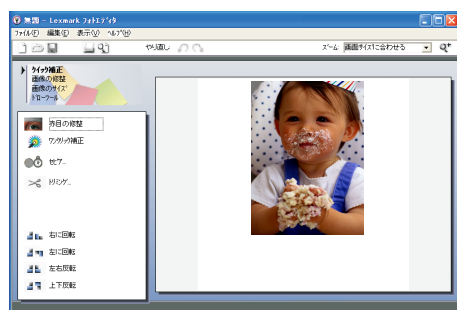 無題 - Lexmark フォトエディタ
ファイル(F) 編集(E) 表示(V) ヘルプ(H)
やり直し ズーム: 画面サイズに合わせる
クイック補正
画像の修整
画像のサイズ
ドローツール
赤目の修整
ワンクリック補正
セピア...
トリミング...
右に回転
左に回転
左右反転
上下反転